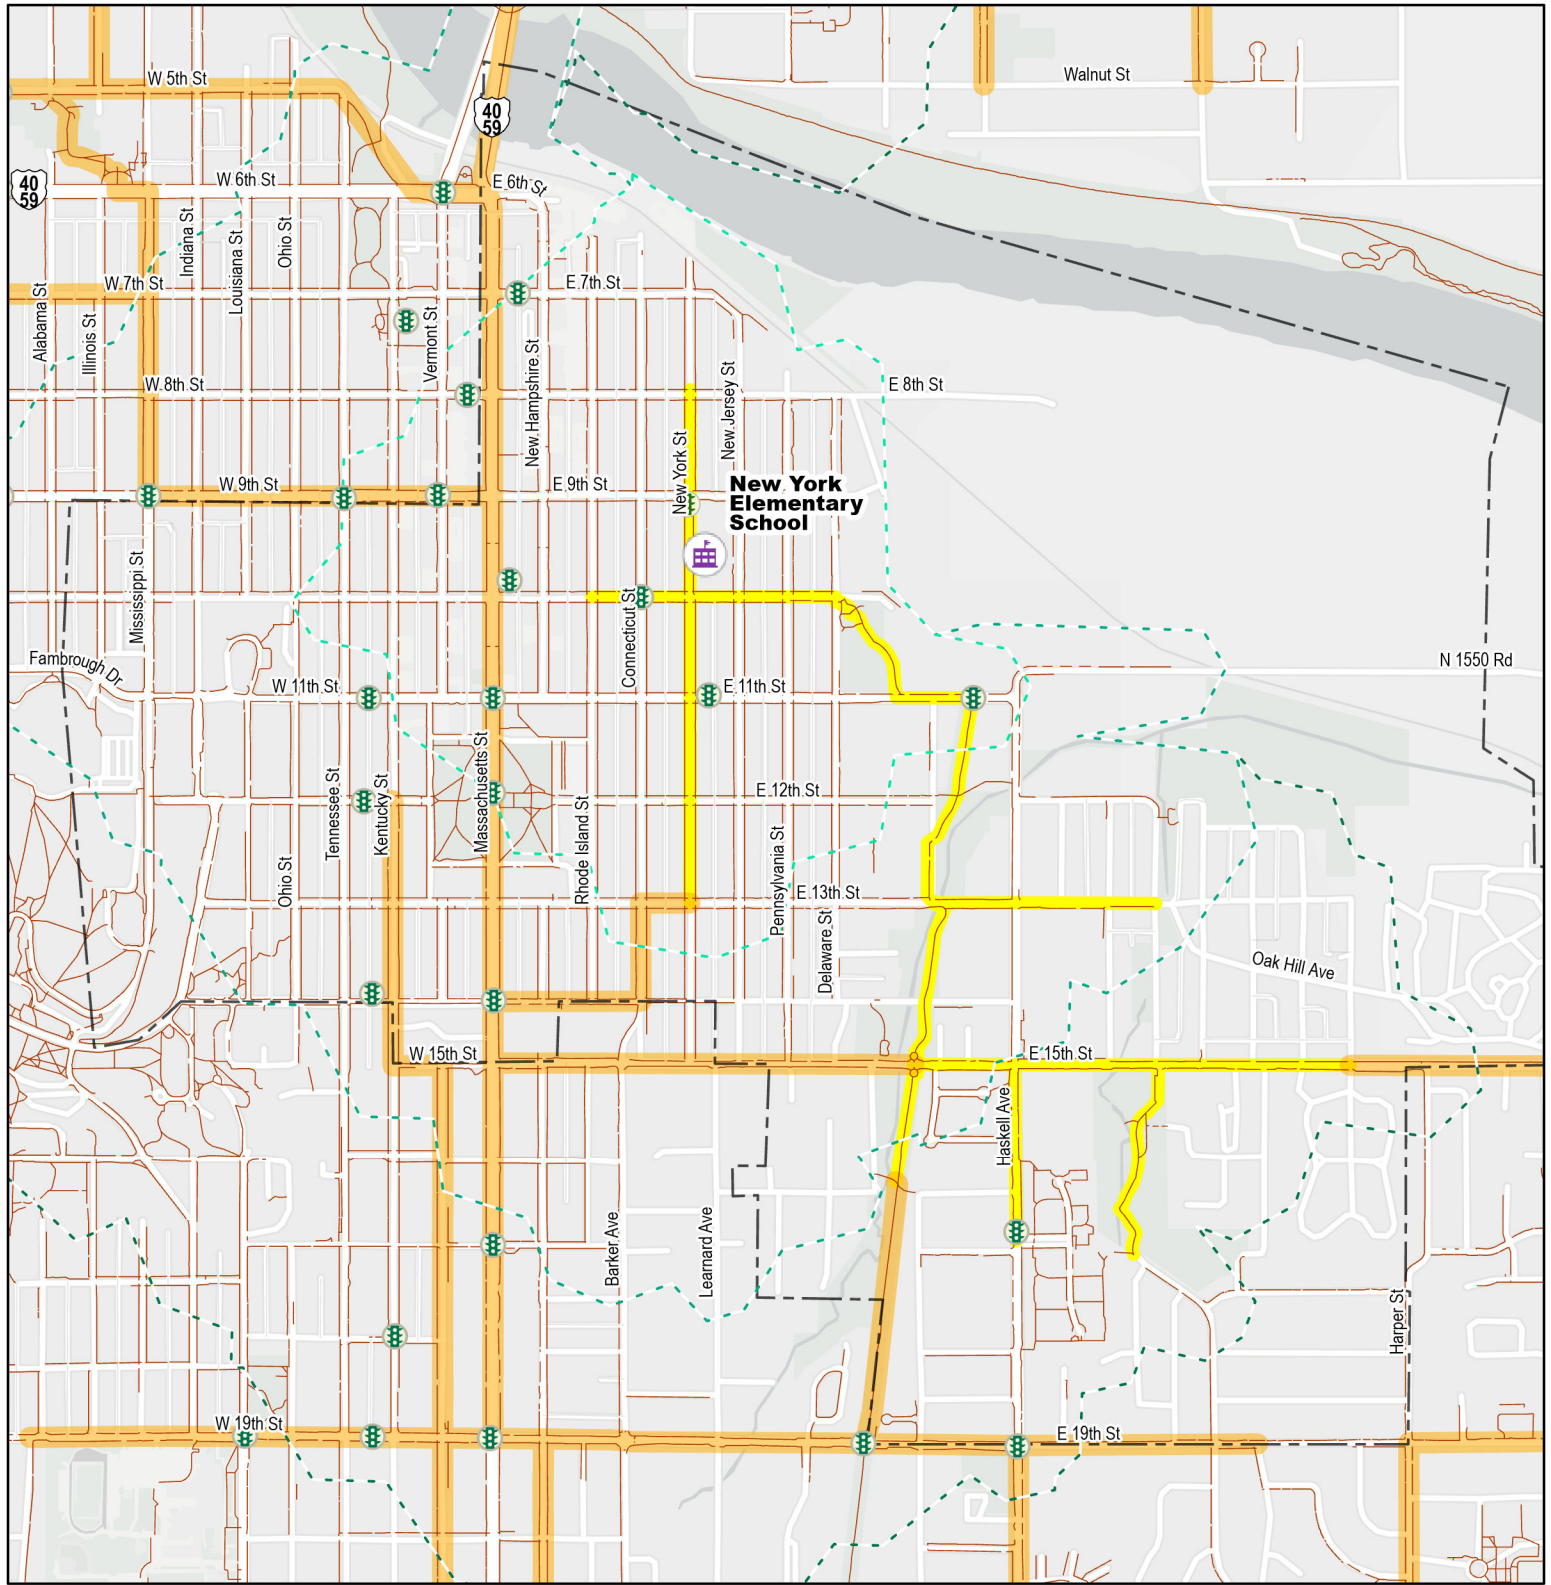 W 5th St
Walnut St
40
59
40
59
W 6th St
E 6th St
Indiana St
Louisiana St
Ohio St
W 7th St
E 7th St
Alabama St
Illinois St
Vermont St
New Hampshire St
New Jersey St
W 8th St
E 8th St
New York St
W 9th St
E 9th St
New York
Elementary
School
Mississippi St
Connecticut St
Fambrough Dr
N 1550 Rd
W 11th St
E 11th St
Massachusetts St
Tennessee St
Kentucky St
E 12th St
Rhode Island St
Pennsylvania St
Ohio St
E 13th St
Delaware St
Oak Hill Ave
W 15th St
E 15th St
Haskell Ave
Barker Ave
Learnard Ave
Harper St
W 19th St
E 19th St